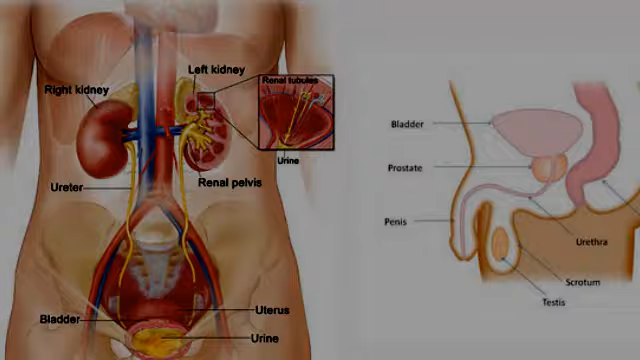 Left kidney
Renal tubules
Right kidney
Urine
Renal pelvis
Ureter
Uterus
Bladder
Urine
Bladder
Prostate
Penis
Urethra
Scrotum
Testis